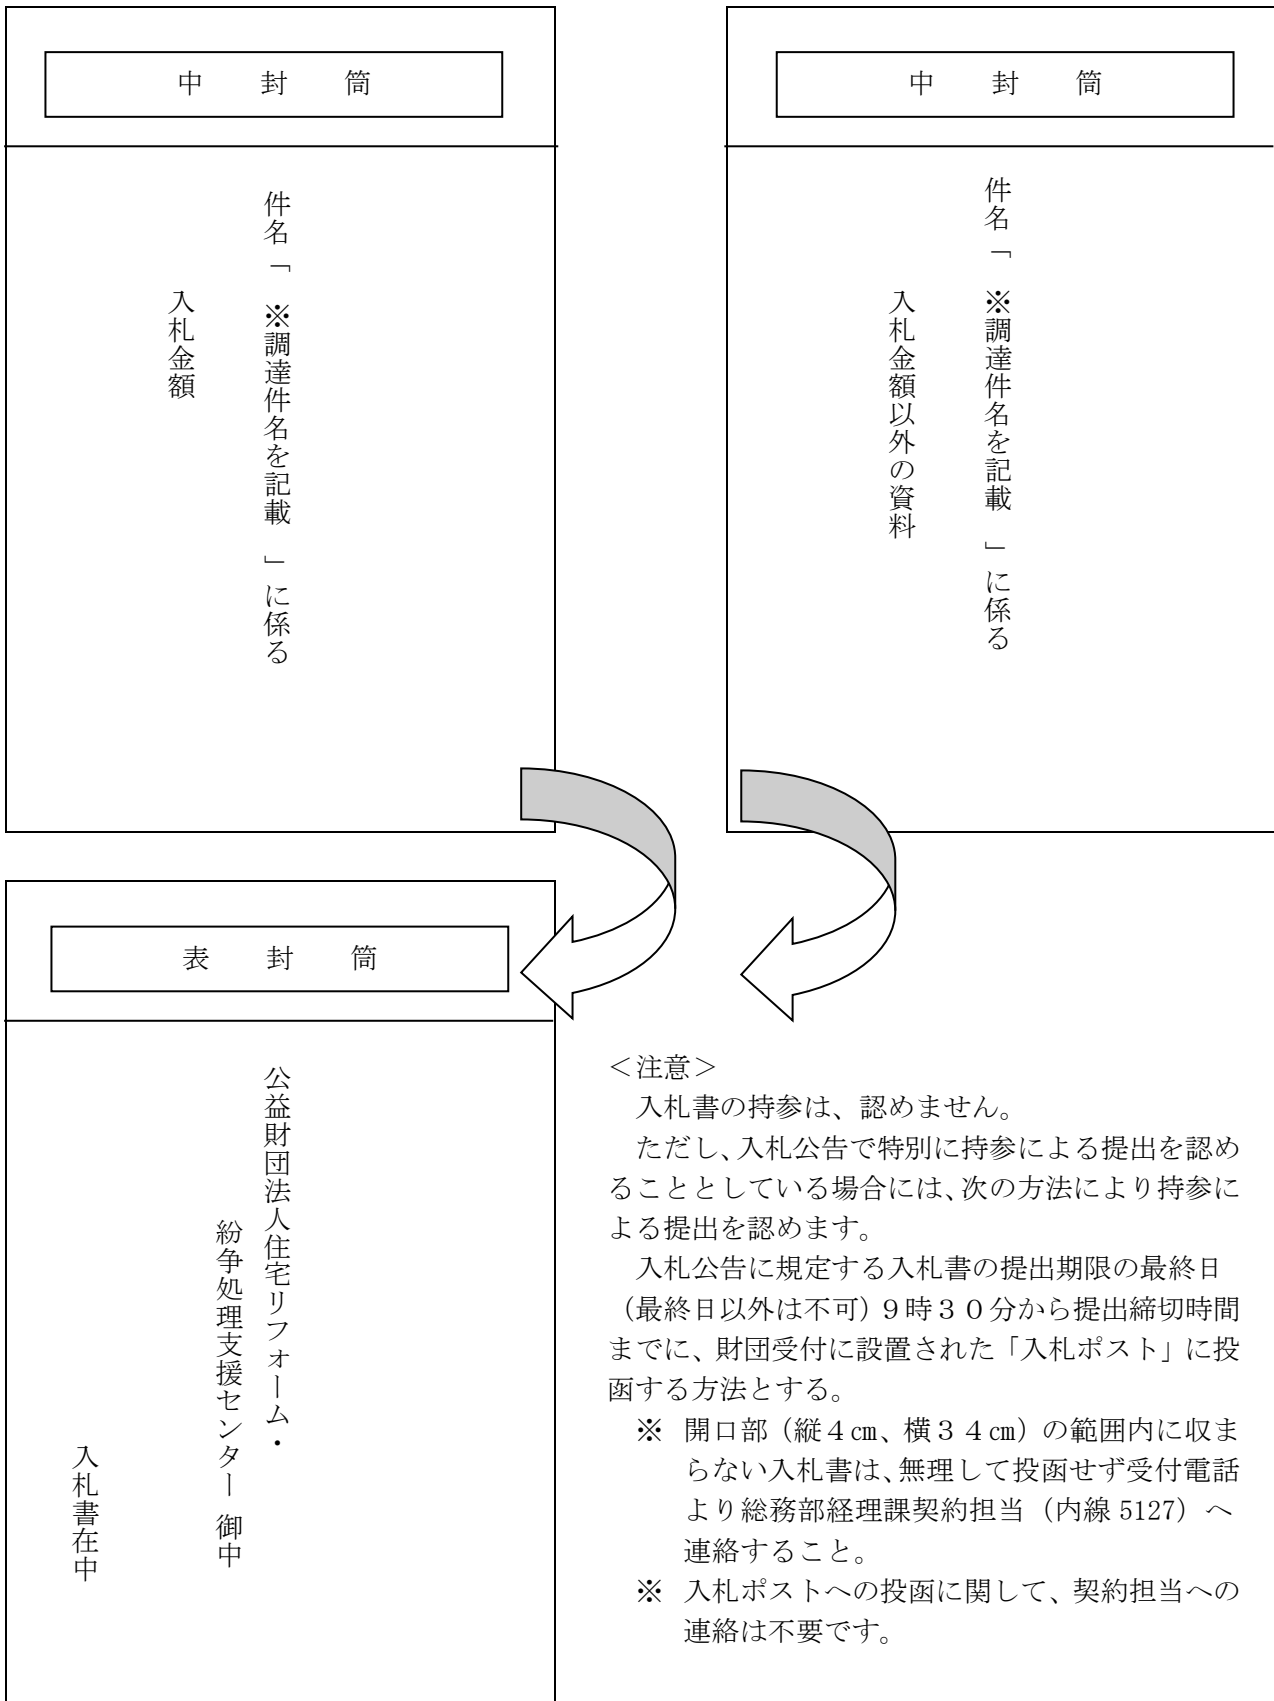 中　封　筒
件名「　※調達件名を記載　」に係る
入札金額
中　封　筒
件名「　※調達件名を記載　」に係る
入札金額以外の資料
表　封　筒
公益財団法人住宅リフォーム・
紛争処理支援センター 御中
入札書在中
＜注意＞
入札書の持参は、認めません。
ただし、入札公告で特別に持参による提出を認め
ることとしている場合には、次の方法により持参に
よる提出を認めます。
入札公告に規定する入札書の提出期限の最終日
（最終日以外は不可）９時３０分から提出締切時間
までに、財団受付に設置された「入札ポスト」に投
函する方法とする。
※ 開口部（縦４㎝、横３４㎝）の範囲内に収ま
らない入札書は、無理して投函せず受付電話
より総務部経理課契約担当（内線 5127）へ
連絡すること。
※ 入札ポストへの投函に関して、契約担当への
連絡は不要です。